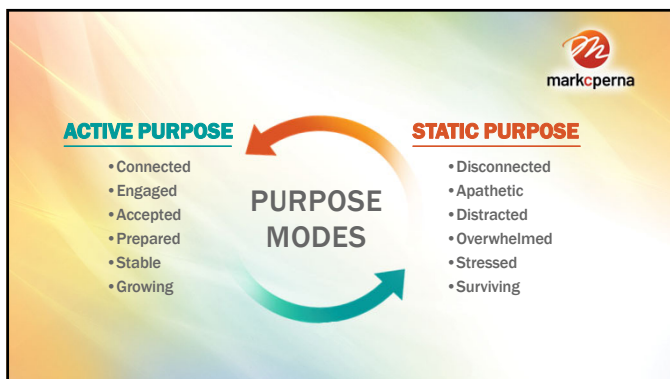 markcperna
ACTIVE PURPOSE
•Connected
•Engaged
•Accepted
•Prepared
•Stable
•Growing
PURPOSE
MODES
STATIC PURPOSE
•Disconnected
•Apathetic
•Distracted
•Overwhelmed
•Stressed
•Surviving